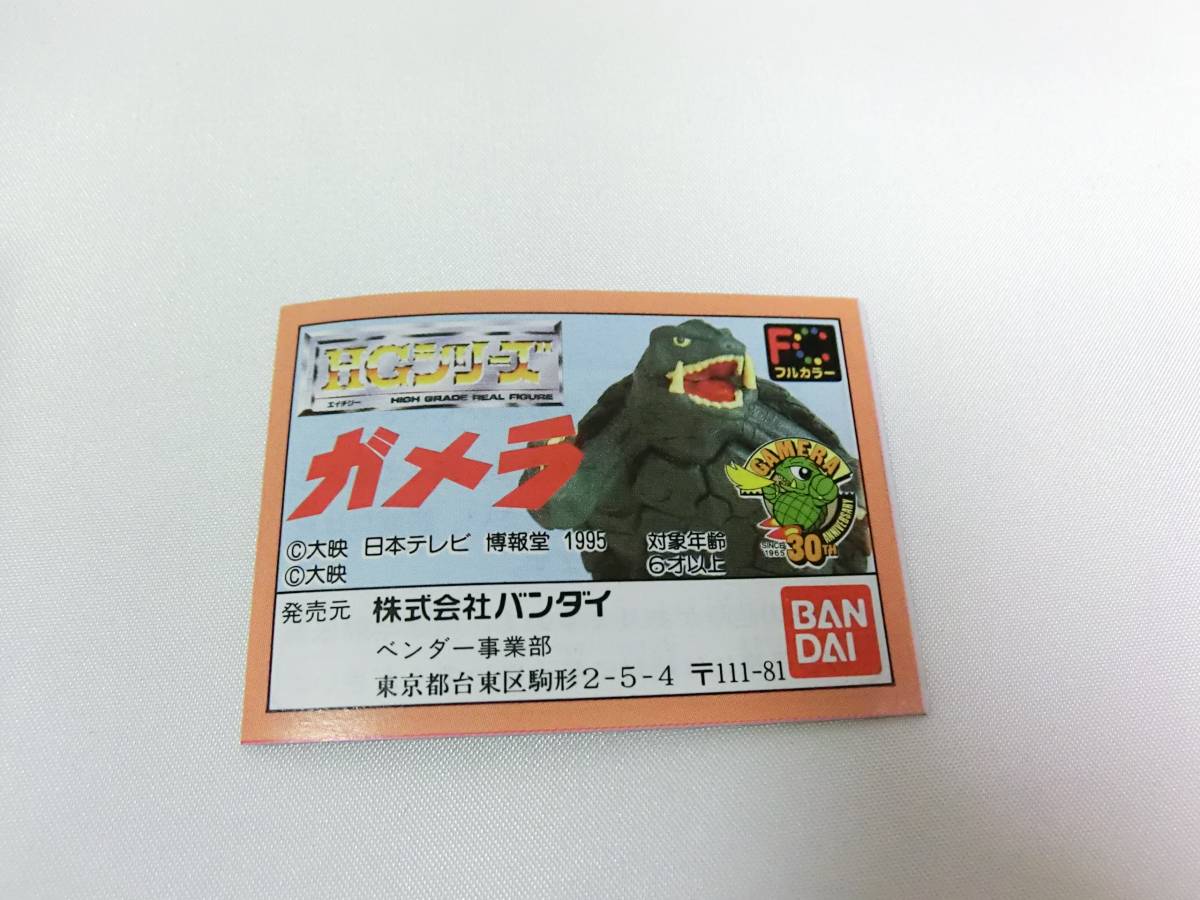 HGシリーズ
エイチジー HIGH GRADE REAL FIGURE
FC
フルカラー
ガメラ
GAMERA
ANNIVERSARY
SINCE
1965
30TH
©大映 日本テレビ 博報堂 1995
©大映
対象年齢
6才以上
発売元 株式会社バンダイ
ベンダー事業部
東京都台東区駒形2-5-4 〒111-81
BAN
DAI